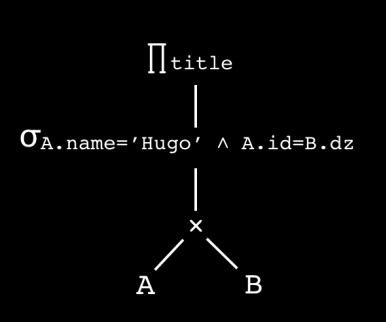 ∏title
σA.name='Hugo' ∧ A.id=B.dz
×
A B